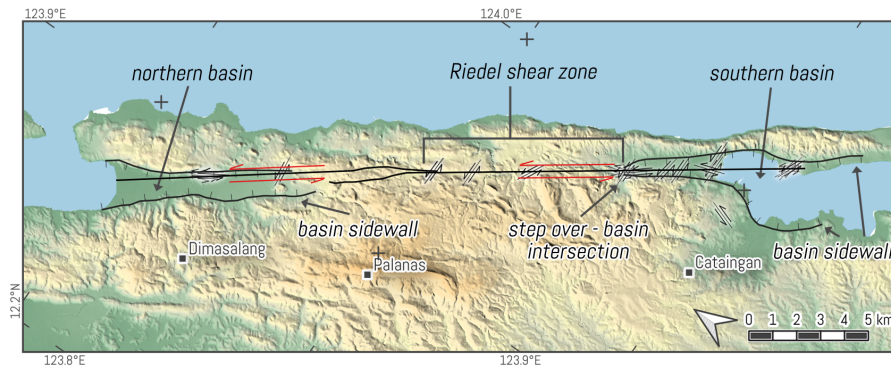 123.9°E
124.0°E
northern basin
Riedel shear zone
southern basin
basin sidewall
step over - basin
intersection
basin sidewall
Dimasalang
Palanas
Cataingan
12.2°N
0 1 2 3 4 5 km
123.8°E
123.9°E